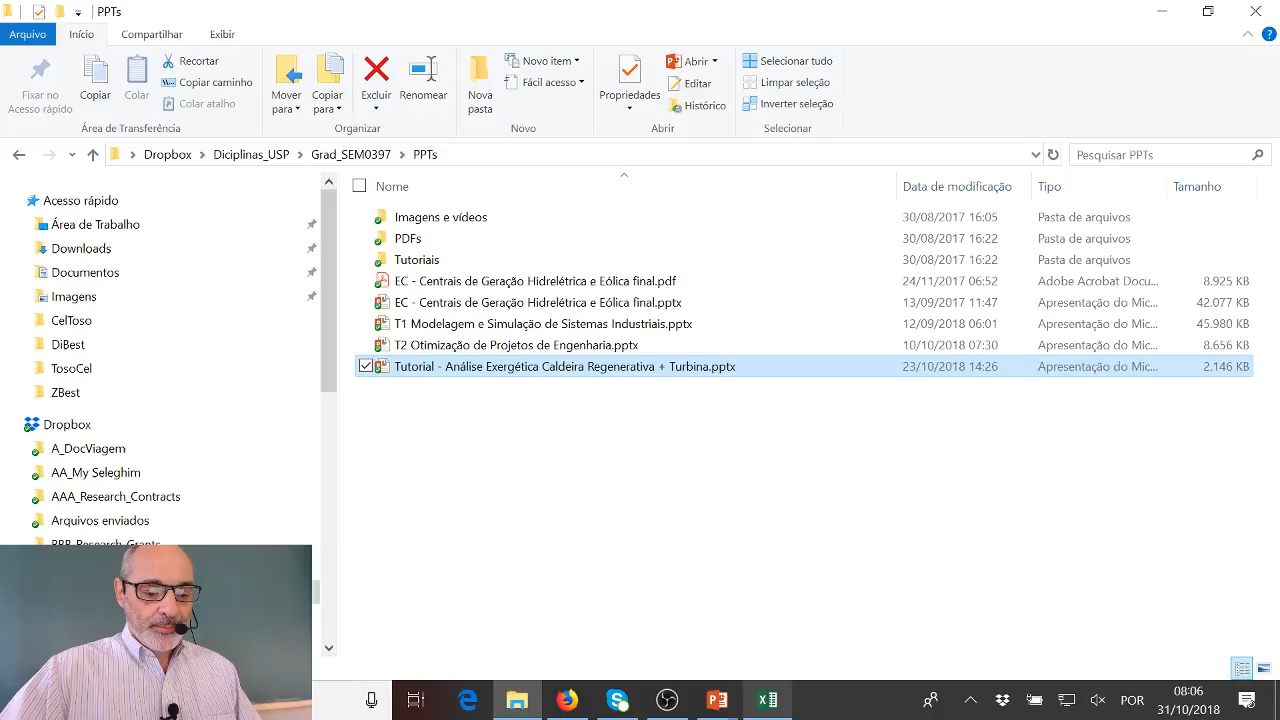 PPTs
Arquivo Início Compartilhar Exibir
Fixar no Acesso rápido
Copiar
Colar
Recortar
Copiar caminho
Colar atalho
Mover para
Copiar para
Excluir
Renomear
Nova pasta
Novo item
Fácil acesso
Propriedades
Abrir
Editar
Histórico
Selecionar tudo
Limpar seleção
Inverter seleção
Área de Transferência Organizar Novo Abrir Selecionar
Dropbox Diciplinas_USP Grad_SEM0397 PPTs Pesquisar PPTs
Nome Data de modificação Tipo Tamanho
Imagens e vídeos 30/08/2017 16:05 Pasta de arquivos
PDFs 30/08/2017 16:22 Pasta de arquivos
Tutoriais 30/08/2017 16:22 Pasta de arquivos
EC - Centrais de Geração Hidrelétrica e Eólica final.pdf 24/11/2017 06:52 Adobe Acrobat Docu... 8.925 KB
EC - Centrais de Geração Hidrelétrica e Eólica final.pptx 13/09/2017 11:47 Apresentação do Mic... 42.077 KB
T1 Modelagem e Simulação de Sistemas Industriais.pptx 12/09/2018 06:01 Apresentação do Mic... 45.980 KB
T2 Otimização de Projetos de Engenharia.pptx 10/10/2018 07:30 Apresentação do Mic... 8.656 KB
Tutorial - Análise Exergética Caldeira Regenerativa + Turbina.pptx 23/10/2018 14:26 Apresentação do Mic... 2.146 KB
Acesso rápido
Área de Trabalho
Downloads
Documentos
Imagens
CelToso
DiBest
TosoCel
ZBest
Dropbox
A_DocViagem
AA_My Seleghim
AAA_Research_Contracts
Arquivos enviados
BBB_Research_Grants
POR
08:06
31/10/2018